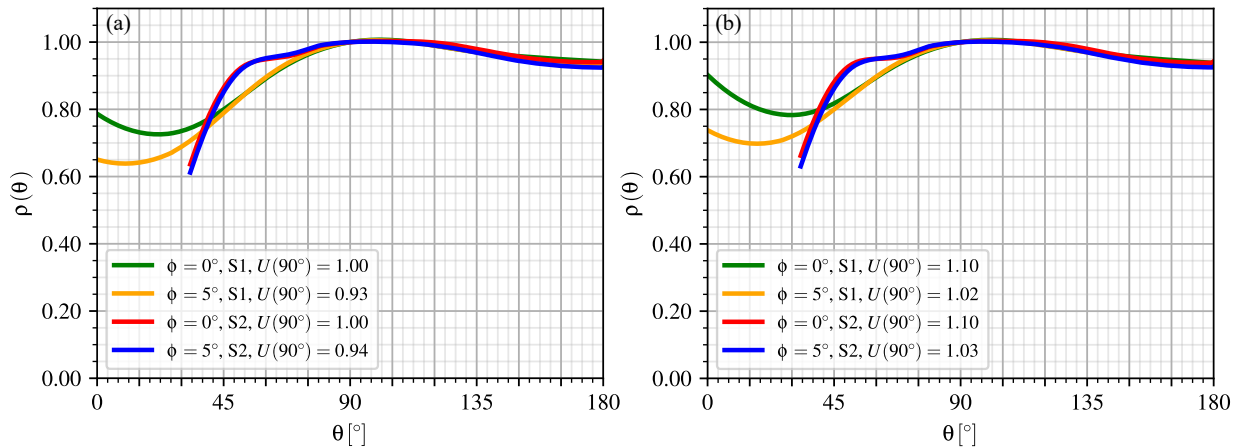 (a)
1.00
0.80
0.60
0.40
0.20
0.00
ρ(θ)
ϕ = 0°, S1, U(90°) = 1.00
ϕ = 5°, S1, U(90°) = 0.93
ϕ = 0°, S2, U(90°) = 1.00
ϕ = 5°, S2, U(90°) = 0.94
0 45 90 135 180
θ [°]
(b)
1.00
0.80
0.60
0.40
0.20
0.00
ρ(θ)
ϕ = 0°, S1, U(90°) = 1.10
ϕ = 5°, S1, U(90°) = 1.02
ϕ = 0°, S2, U(90°) = 1.10
ϕ = 5°, S2, U(90°) = 1.03
0 45 90 135 180
θ [°]